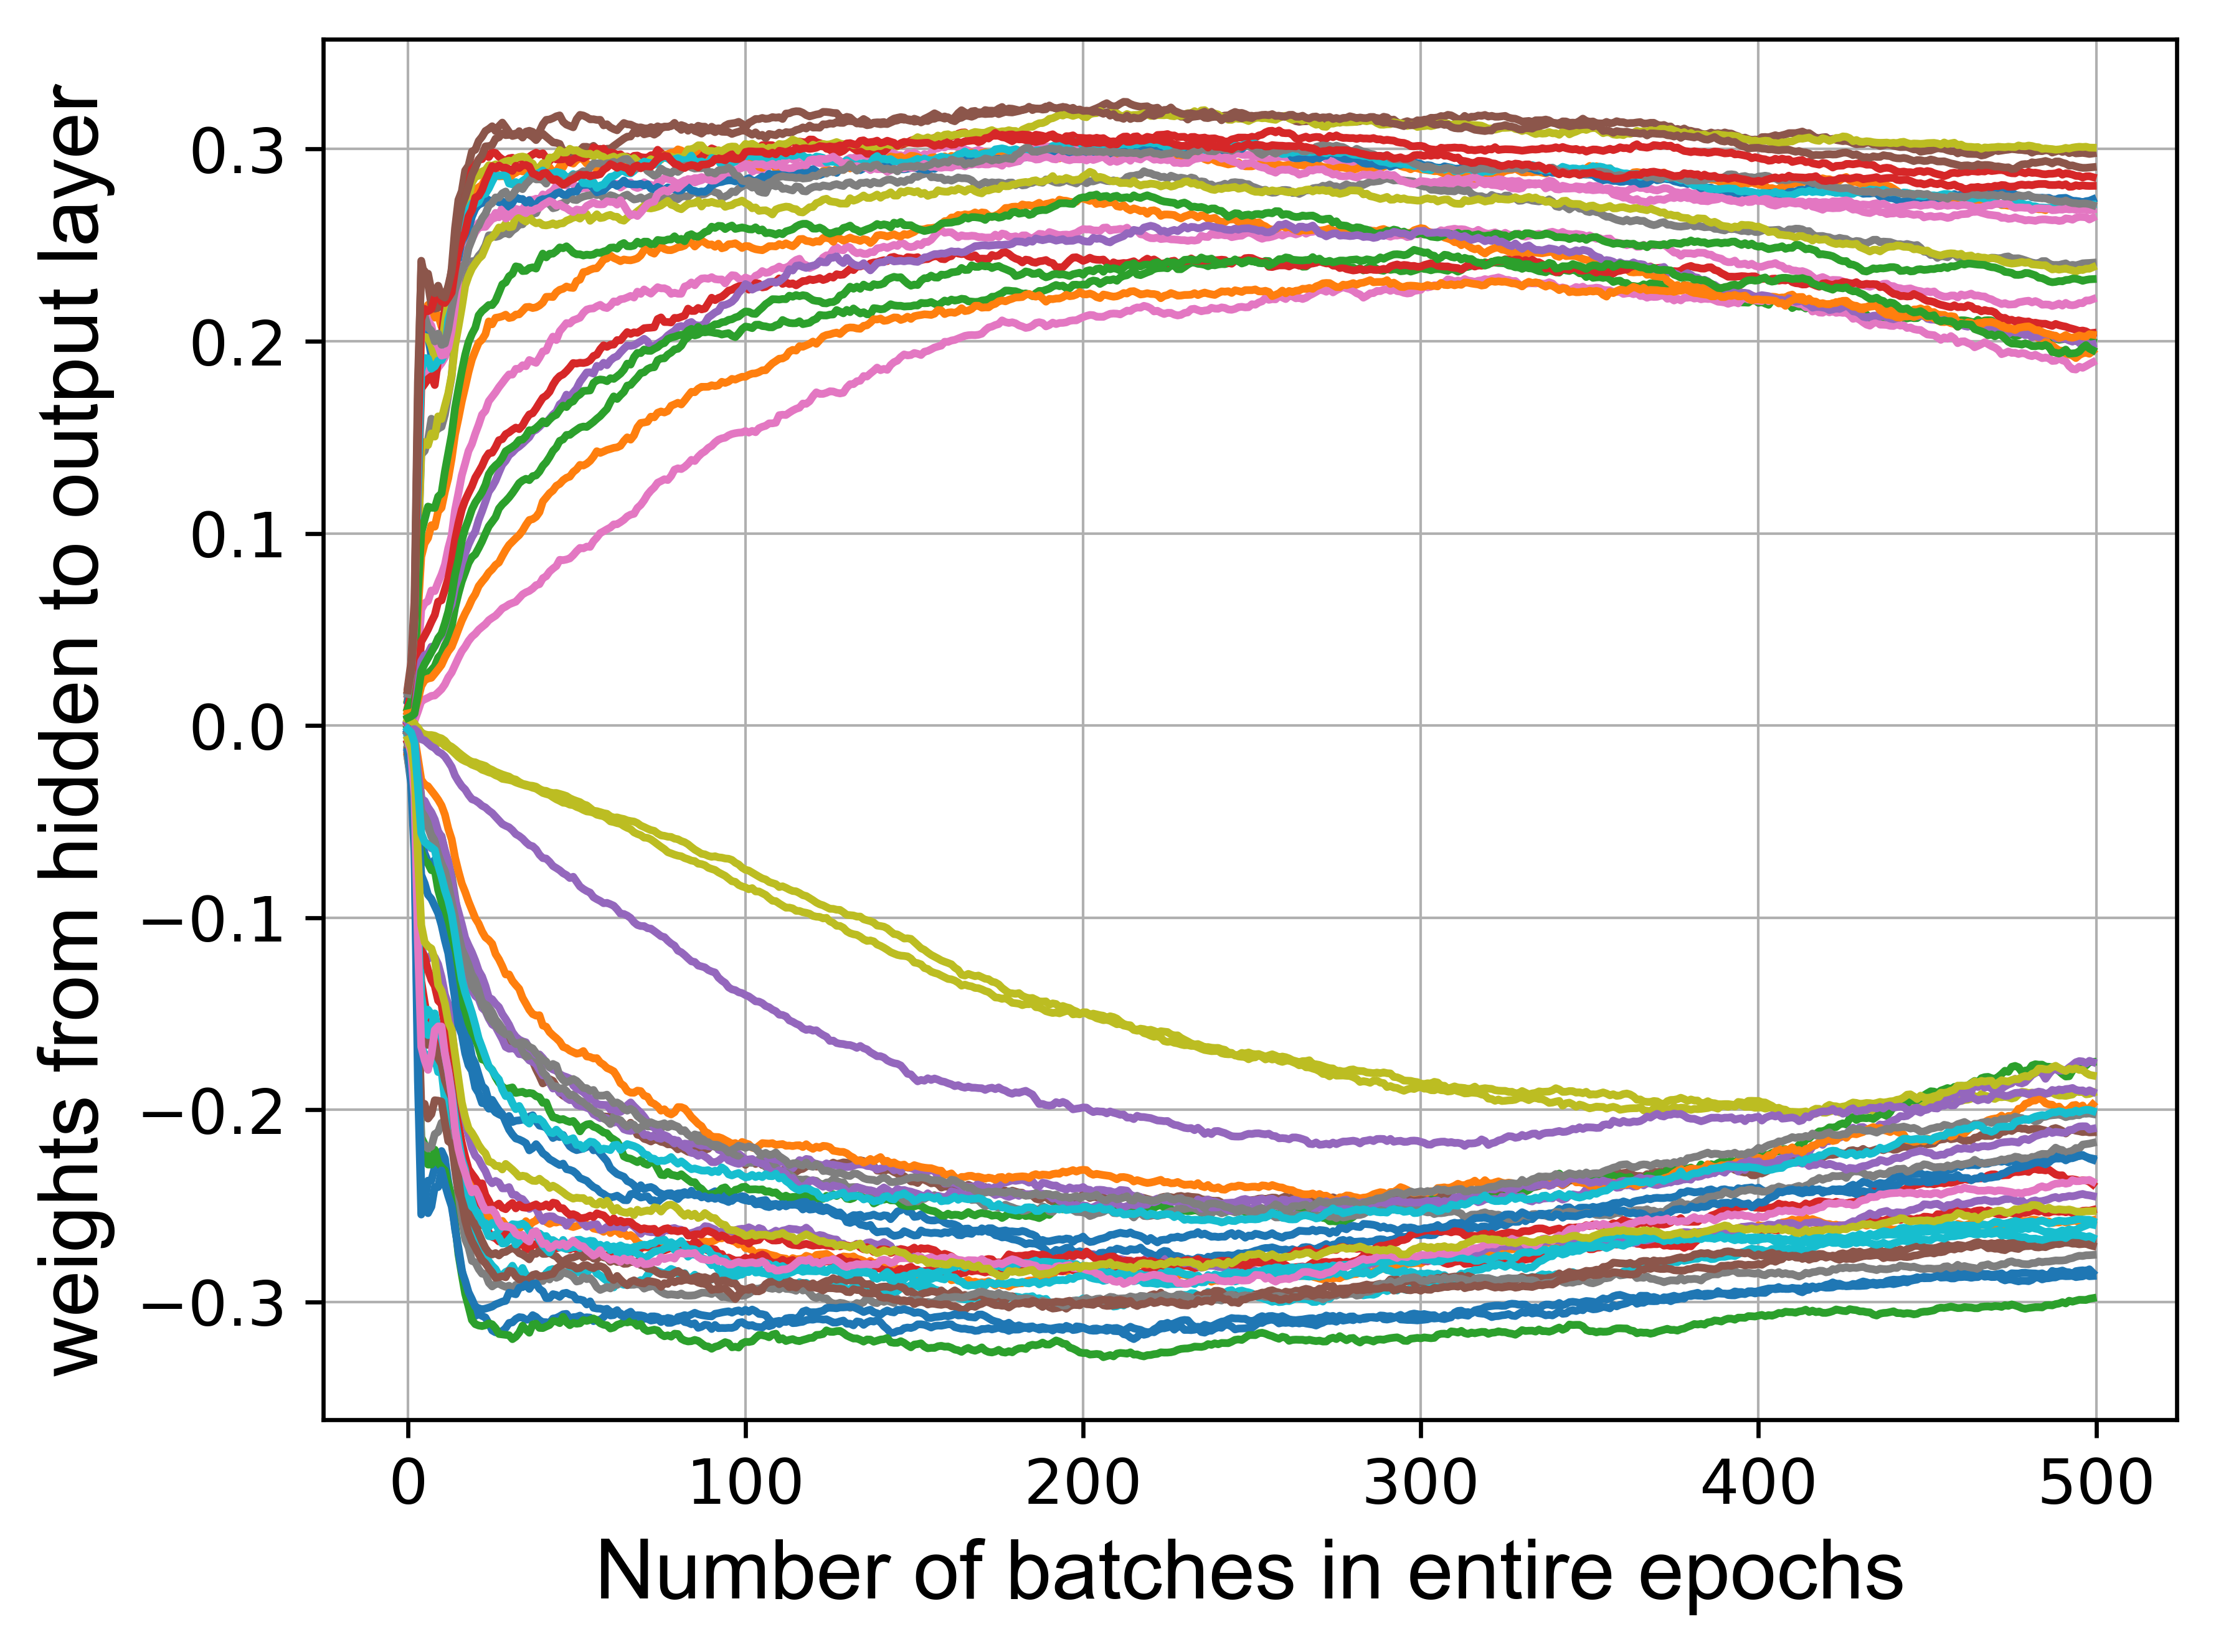 weights from hidden to output layer
0.3
0.2
0.1
0.0
−0.1
−0.2
−0.3
0 100 200 300 400 500
Number of batches in entire epochs